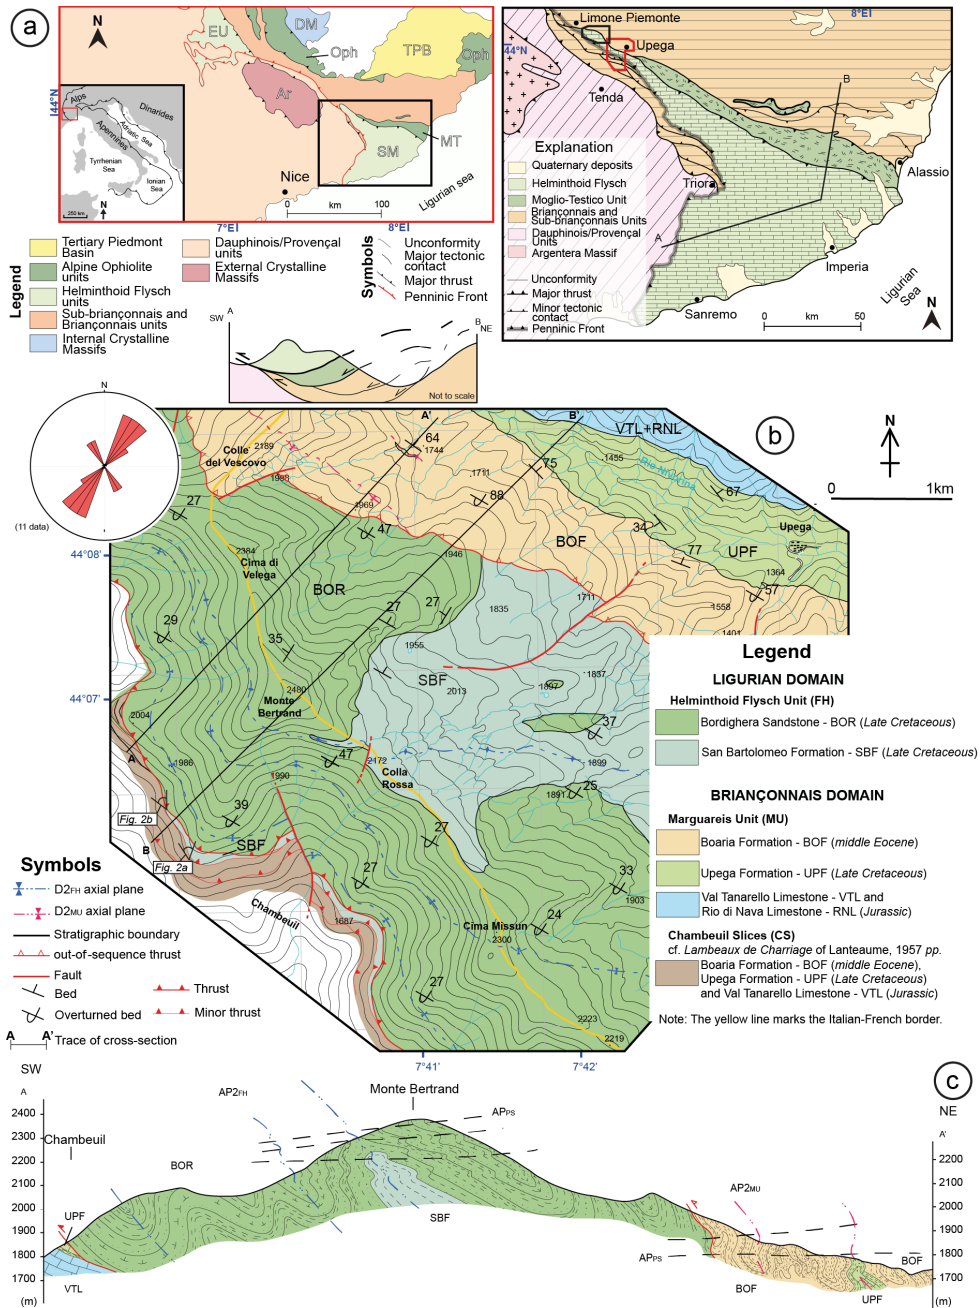 a
N
EU
DM
Oph
TPB
Oph
Ar
MT
SM
44°N
Alps
Dinarides
Adriatic Sea
Apennines
Tyrrhenian
Sea
Ionian
Sea
250 km
N
Nice
0 km 100
Ligurian sea
7°EI
8°EI
Legend
Tertiary Piedmont
Basin
Alpine Ophiolite
units
Helminthoid Flysch
units
Sub-briançonnais and
Briançonnais units
Internal Crystalline
Massifs
Dauphinois/Provençal
units
External Crystalline
Massifs
Symbols
Unconformity
Major tectonic
contact
Major thrust
Penninic Front
8°EI
Limone Piemonte
44°N
Upega
Tenda
B
Explanation
Quaternary deposits
Helminthoid Flysch
Moglio-Testico Unit
Briançonnais and
Sub-briançonnais Units
Dauphinois/Provençal
Units
Argentera Massif
Unconformity
Major thrust
Minor tectonic
contact
Penninic Front
Triora
A
Alassio
Imperia
Sanremo
Ligurian
Sea
N
0 km 50
SW
A
B
NE
Not to scale
N
(11 data)
b
N
0 1km
A'
B'
VTL+RNL
64
1744
Colle
del Vescovo
2189
1988
1969
1711
75
88
1455
Rio Nivorina
67
Upega
27
47
34
BOF
77
UPF
1364
57
44°08'
2384
Cima di
Velega
1946
BOR
1835
1711
1558
1401
29
27
27
35
1955
SBF
2013
1897
1837
44°07'
2480
Monte
Bertrand
2004
37
A
1986
47
2172
Colla
Rossa
1899
1990
1891
25
Fig. 2b
39
27
B
SBF
Fig. 2a
27
33
1903
Chambeuil
1687
24
Cima Missun
2300
27
2223
2219
7°41'
7°42'
Legend
LIGURIAN DOMAIN
Helminthoid Flysch Unit (FH)
Bordighera Sandstone - BOR (Late Cretaceous)
San Bartolomeo Formation - SBF (Late Cretaceous)
BRIANÇONNAIS DOMAIN
Marguareis Unit (MU)
Boaria Formation - BOF (middle Eocene)
Upega Formation - UPF (Late Cretaceous)
Val Tanarello Limestone - VTL and
Rio di Nava Limestone - RNL (Jurassic)
Chambeuil Slices (CS)
cf. Lambeaux de Charriage of Lanteaume, 1957 pp.
Boaria Formation - BOF (middle Eocene),
Upega Formation - UPF (Late Cretaceous)
and Val Tanarello Limestone - VTL (Jurassic)
Note: The yellow line marks the Italian-French border.
Symbols
D2FH axial plane
D2MU axial plane
Stratigraphic boundary
out-of-sequence thrust
Fault
Bed
Overturned bed
Thrust
Minor thrust
A A' Trace of cross-section
c
SW
A
NE
A'
2400
2300
2200
2100
2000
1900
1800
1700
(m)
Chambeuil
UPF
VTL
BOR
AP2FH
Monte Bertrand
APPS
SBF
AP2MU
APPS
BOF
UPF
BOF
2200
2100
2000
1900
1800
1700
(m)